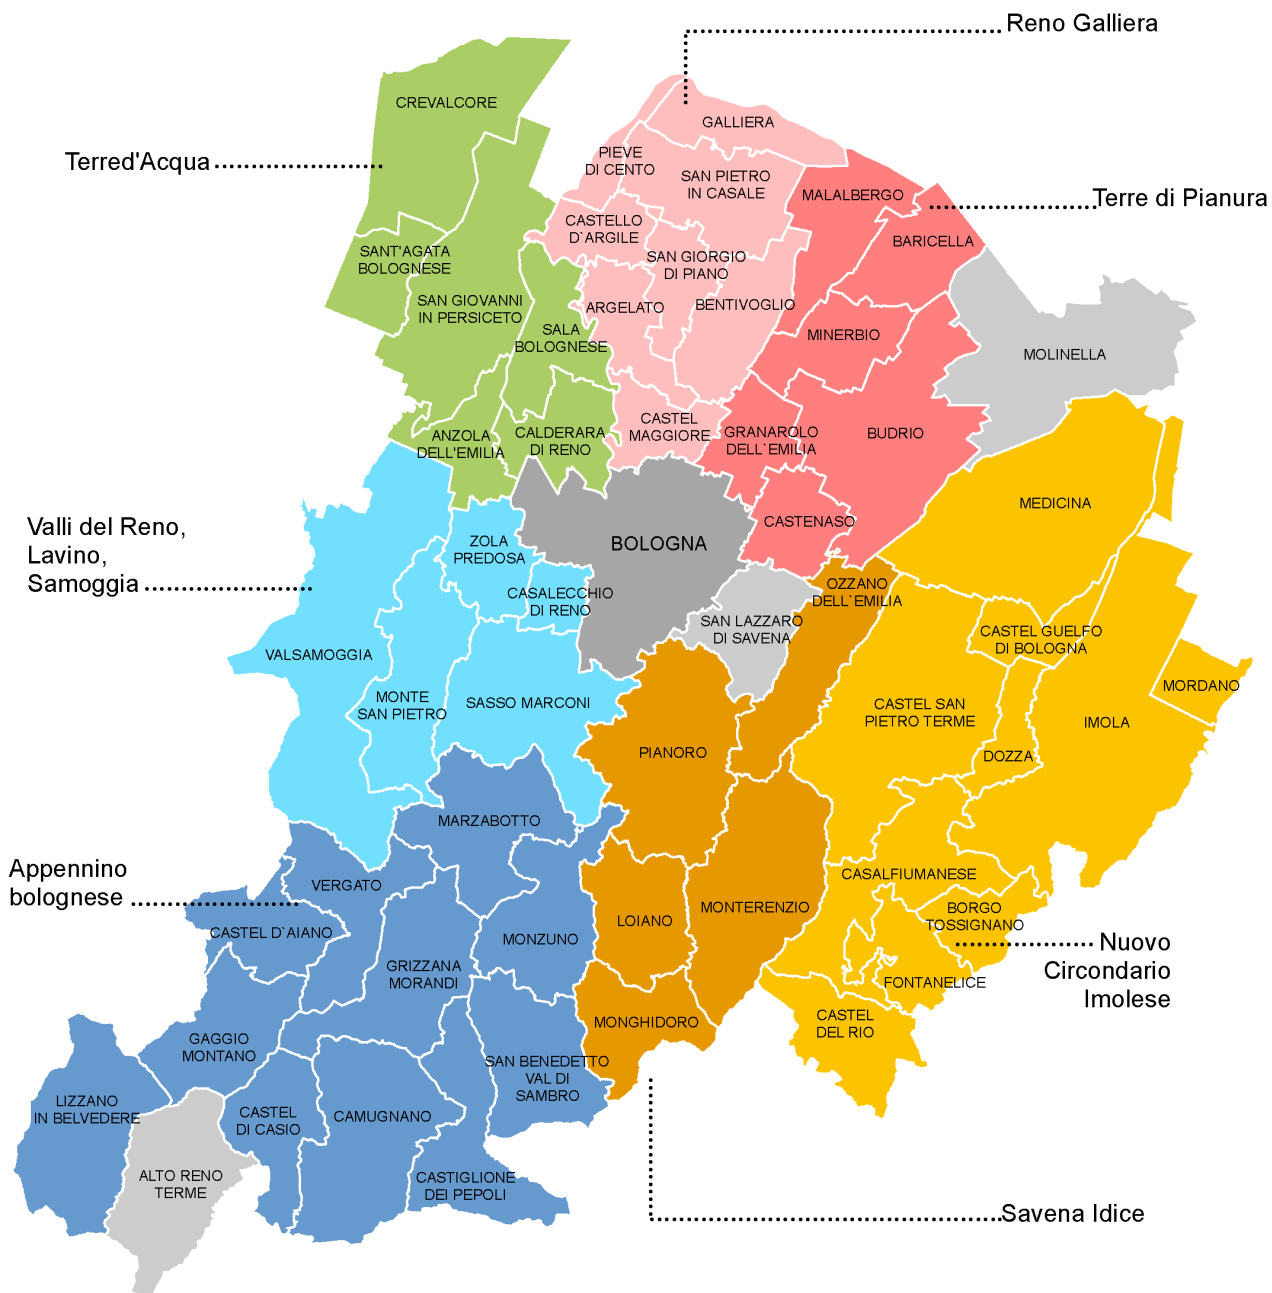 Reno Galliera
CREVALCORE
GALLIERA
Terred'Acqua
PIEVE
DI CENTO
SAN PIETRO
IN CASALE
MALALBERGO
Terre di Pianura
CASTELLO
D`ARGILE
BARICELLA
SANT'AGATA
BOLOGNESE
SAN GIORGIO
DI PIANO
SAN GIOVANNI
IN PERSICETO
ARGELATO
BENTIVOGLIO
SALA
BOLOGNESE
MINERBIO
MOLINELLA
CASTEL
MAGGIORE
ANZOLA
DELL'EMILIA
CALDERARA
DI RENO
GRANAROLO
DELL`EMILIA
BUDRIO
MEDICINA
Valli del Reno,
Lavino,
Samoggia
CASTENASO
ZOLA
PREDOSA
BOLOGNA
CASALECCHIO
DI RENO
OZZANO
DELL`EMILIA
SAN LAZZARO
DI SAVENA
CASTEL GUELFO
DI BOLOGNA
VALSAMOGGIA
MORDANO
MONTE
SAN PIETRO
SASSO MARCONI
CASTEL SAN
PIETRO TERME
IMOLA
PIANORO
DOZZA
MARZABOTTO
Appennino
bolognese
VERGATO
CASALFIUMANESE
CASTEL D`AIANO
MONZUNO
LOIANO
MONTERENZIO
BORGO
TOSSIGNANO
Nuovo
Circondario
Imolese
GRIZZANA
MORANDI
FONTANELICE
GAGGIO
MONTANO
MONGHIDORO
CASTEL
DEL RIO
SAN BENEDETTO
VAL DI
SAMBRO
LIZZANO
IN BELVEDERE
CASTEL
DI CASIO
CAMUGNANO
ALTO RENO
TERME
CASTIGLIONE
DEI PEPOLI
Savena Idice